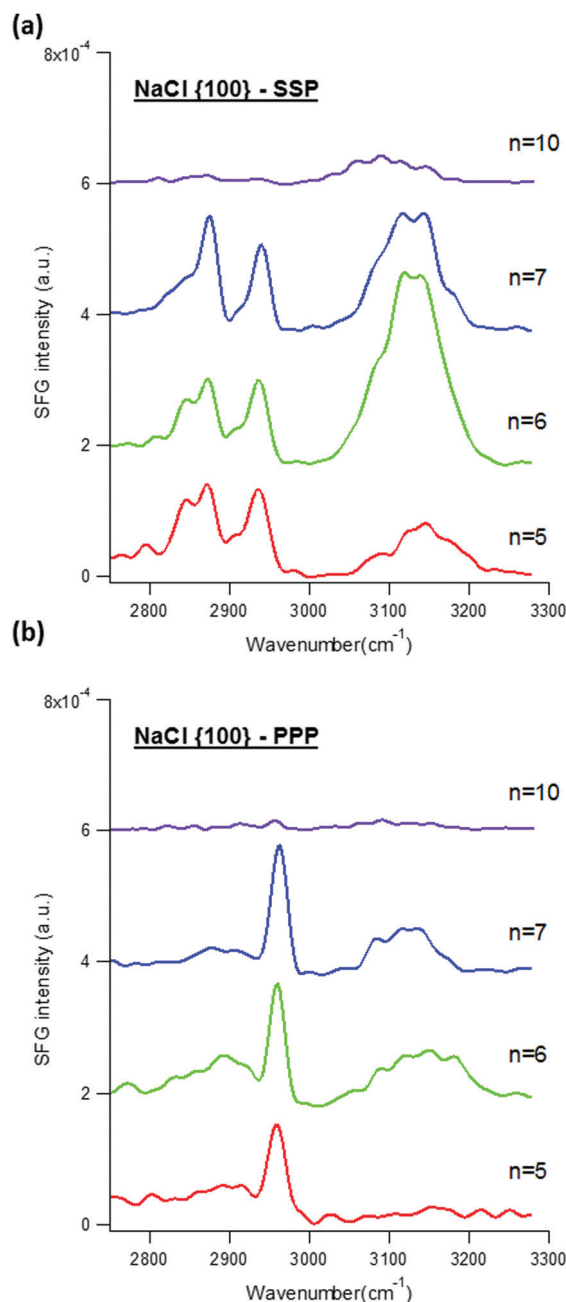 (a)
8x10⁻⁴
NaCl {100} - SSP
n=10
6
n=7
4
n=6
2
n=5
0
SFG intensity (a.u.)
2800 2900 3000 3100 3200 3300
Wavenumber(cm⁻¹)
(b)
8x10⁻⁴
NaCl {100} - PPP
n=10
6
n=7
4
n=6
2
n=5
0
SFG intensity (a.u.)
2800 2900 3000 3100 3200 3300
Wavenumber(cm⁻¹)